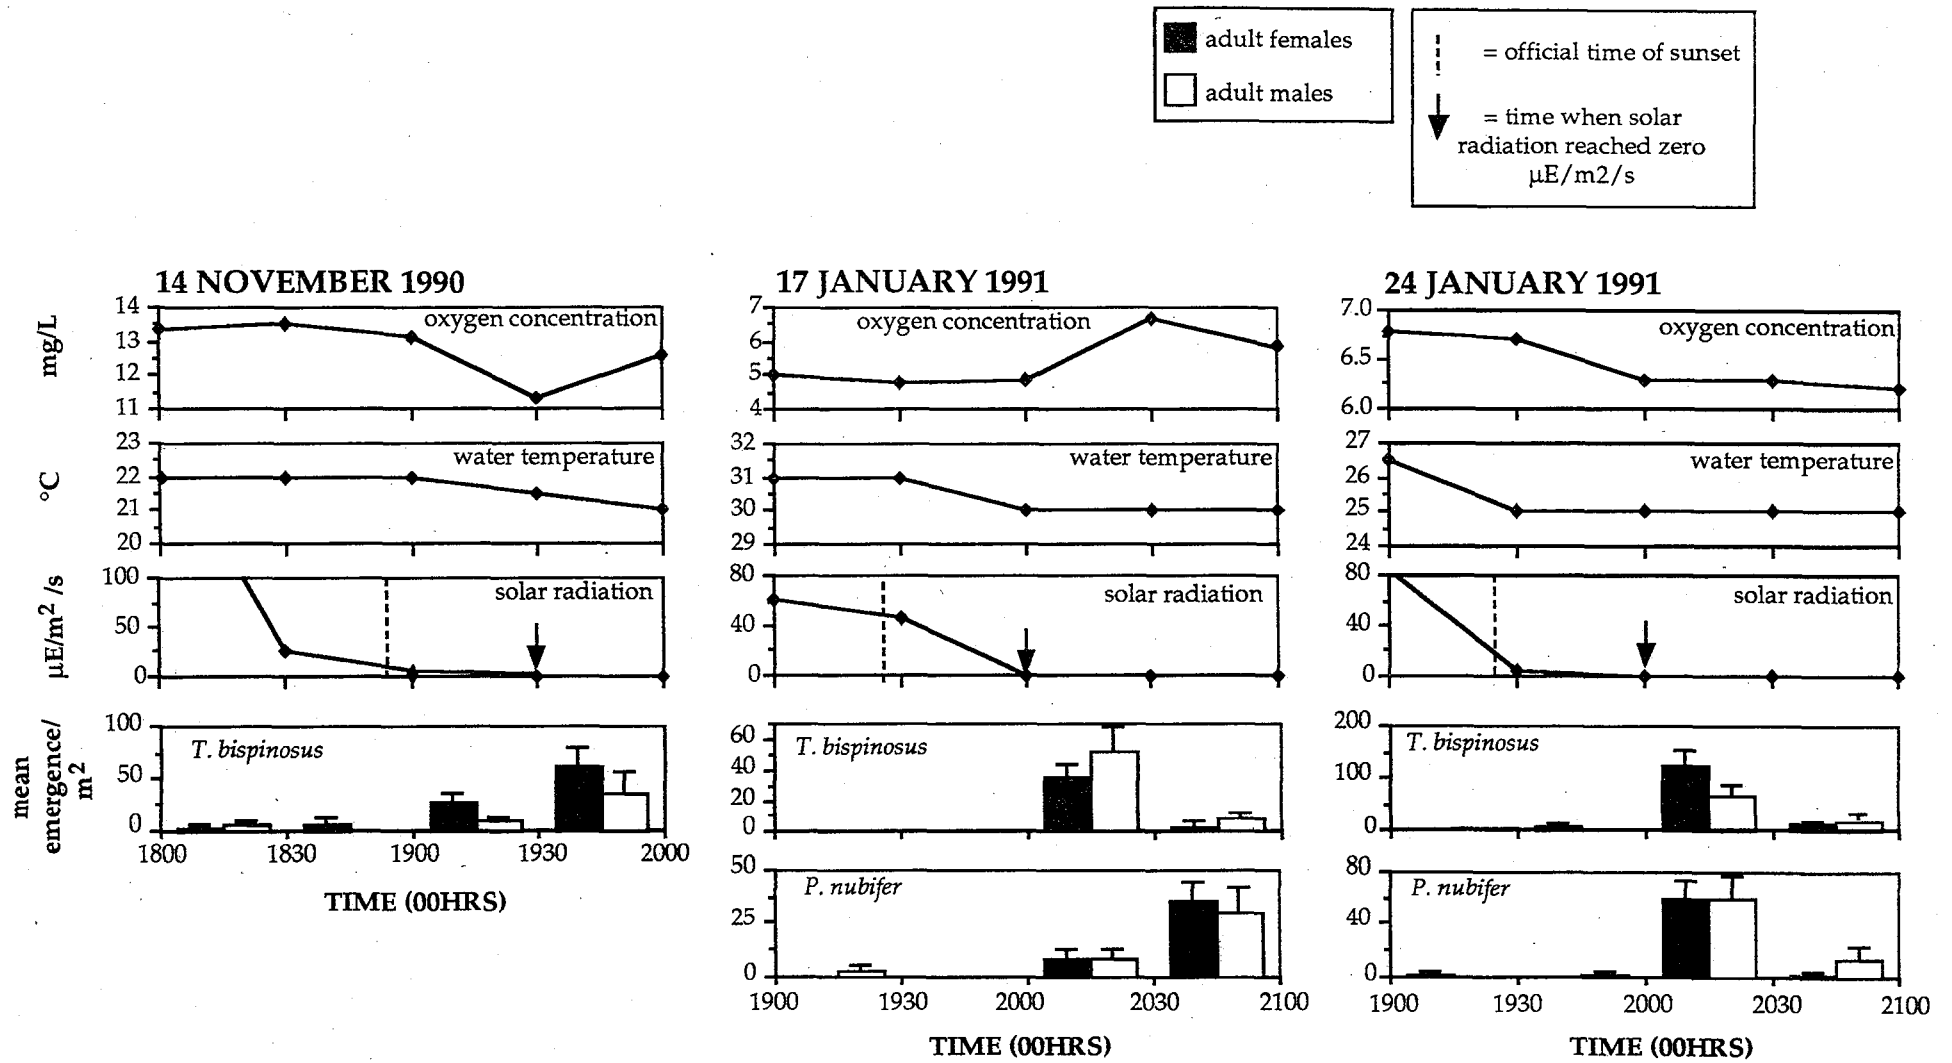 adult females
adult males
= official time of sunset
= time when solar
radiation reached zero
µE/m2/s
14 NOVEMBER 1990
mg/L
14
13
12
11
oxygen concentration
°C
23
22
21
20
water temperature
µE/m² /s
100
50
0
solar radiation
mean
emergence/
m²
100
50
0
T. bispinosus
1800 1830 1900 1930 2000
TIME (00HRS)
17 JANUARY 1991
7
6
5
4
oxygen concentration
32
31
30
29
water temperature
80
40
0
solar radiation
60
40
20
0
T. bispinosus
50
25
0
P. nubifer
1900 1930 2000 2030 2100
TIME (00HRS)
24 JANUARY 1991
7.0
6.5
6.0
oxygen concentration
27
26
25
24
water temperature
80
40
0
solar radiation
200
100
0
T. bispinosus
80
40
0
P. nubifer
1900 1930 2000 2030 2100
TIME (00HRS)